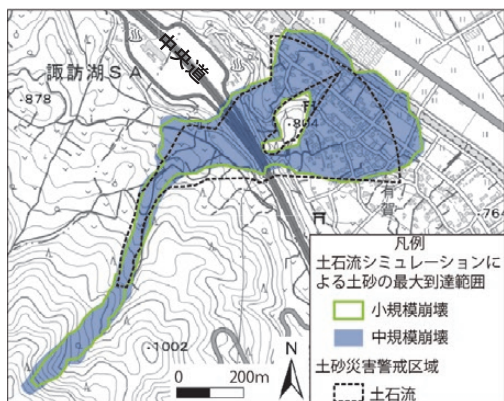 中央道
諏訪湖SA
・878
・804
有賀
・764
・1002
N
0 200m
凡例
土石流シミュレーションによ
る土砂の最大到達範囲
小規模崩壊
中規模崩壊
土砂災害警戒区域
土石流